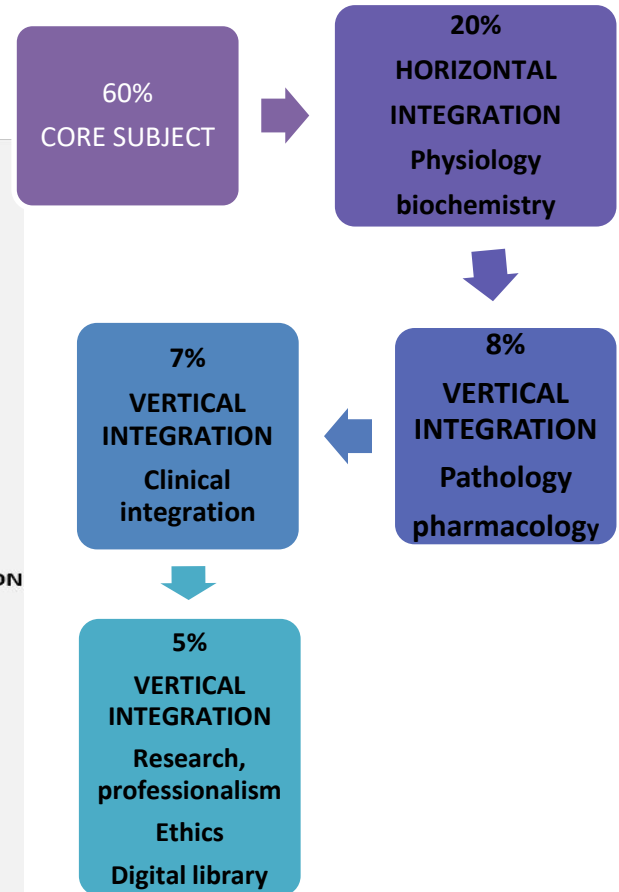 60%
CORE SUBJECT
20%
HORIZONTAL
INTEGRATION
Physiology
biochemistry
8%
VERTICAL
INTEGRATION
Pathology
pharmacology
7%
VERTICAL
INTEGRATION
Clinical
integration
ON
5%
VERTICAL
INTEGRATION
Research,
professionalism
Ethics
Digital library